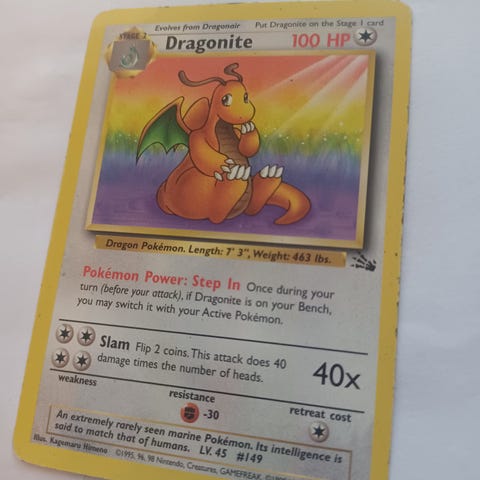 Evolves from Dragonair Put Dragonite on the Stage 1 card
STAGE 2 Dragonite 100 HP
Dragon Pokémon. Length: 7' 3", Weight: 463 lbs.
Pokémon Power: Step In Once during your
turn (before your attack), if Dragonite is on your Bench,
you may switch it with your Active Pokémon.
Slam Flip 2 coins. This attack does 40
damage times the number of heads. 40x
weakness resistance retreat cost
-30
An extremely rarely seen marine Pokémon. Its intelligence is
said to match that of humans. LV. 45 #149
Illus. Kagemaru Himeno ©1995, 96, 98 Nintendo, Creatures, GAMEFREAK.